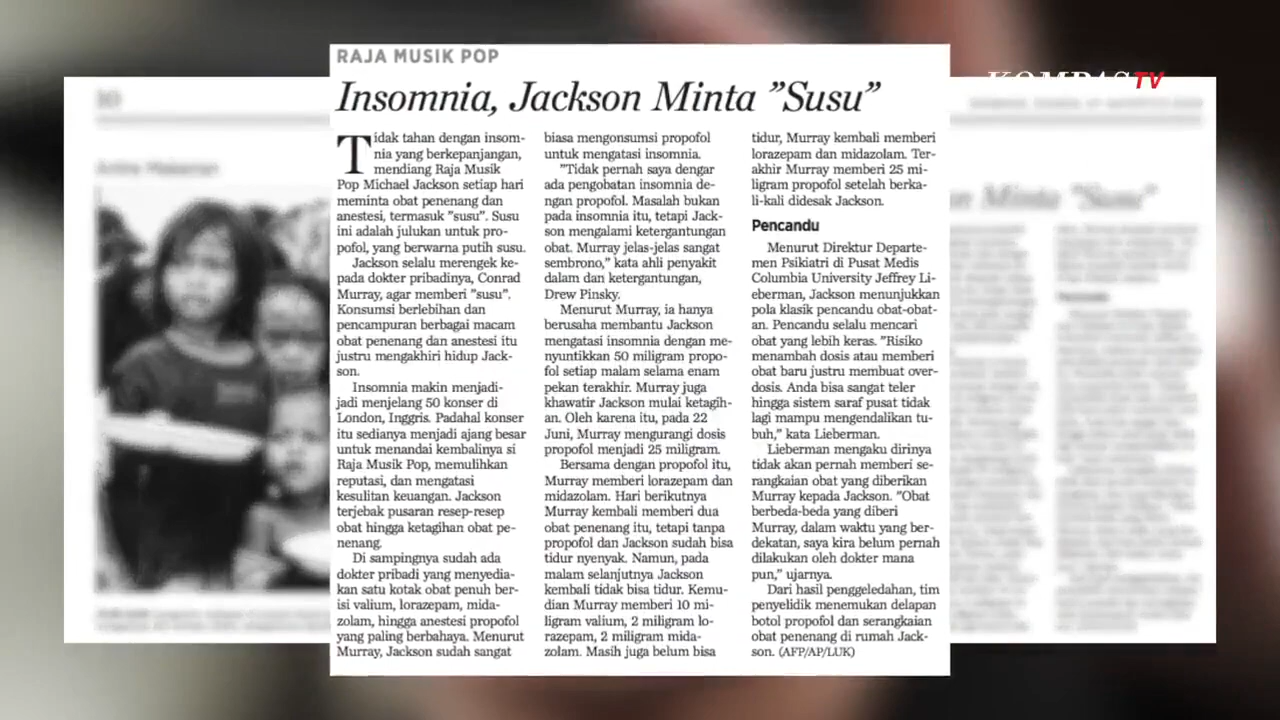 RAJA MUSIK POP
KOMPASTV
Insomnia, Jackson Minta ”Susu”
Tidak tahan dengan insom-
nia yang berkepanjangan,
mendiang Raja Musik
Pop Michael Jackson setiap hari
meminta obat penenang dan
anestesi, termasuk ”susu”. Susu
ini adalah julukan untuk pro-
pofol, yang berwarna putih susu.
Jackson selalu merengek ke-
pada dokter pribadinya, Conrad
Murray, agar memberi ”susu”.
Konsumsi berlebihan dan
pencampuran berbagai macam
obat penenang dan anestesi itu
justru mengakhiri hidup Jack-
son.
Insomnia makin menjadi-
jadi menjelang 50 konser di
London, Inggris. Padahal konser
itu sedianya menjadi ajang besar
untuk menandai kembalinya si
Raja Musik Pop, memulihkan
reputasi, dan mengatasi
kesulitan keuangan. Jackson
terjebak pusaran resep-resep
obat hingga ketagihan obat pe-
nenang.
Di sampingnya sudah ada
dokter pribadi yang menyedia-
kan satu kotak obat penuh ber-
isi valium, lorazepam, mida-
zolam, hingga anestesi propofol
yang paling berbahaya. Menurut
Murray, Jackson sudah sangat
biasa mengonsumsi propofol
untuk mengatasi insomnia.
”Tidak pernah saya dengar
ada pengobatan insomnia de-
ngan propofol. Masalah bukan
pada insomnia itu, tetapi Jack-
son mengalami ketergantungan
obat. Murray jelas-jelas sangat
sembrono,” kata ahli penyakit
dalam dan ketergantungan,
Drew Pinsky.
Menurut Murray, ia hanya
berusaha membantu Jackson
mengatasi insomnia dengan me-
nyuntikkan 50 miligram propo-
fol setiap malam selama enam
pekan terakhir. Murray juga
khawatir Jackson mulai ketagih-
an. Oleh karena itu, pada 22
Juni, Murray mengurangi dosis
propofol menjadi 25 miligram.
Bersama dengan propofol itu,
Murray memberi lorazepam dan
midazolam. Hari berikutnya
Murray kembali memberi dua
obat penenang itu, tetapi tanpa
propofol dan Jackson sudah bisa
tidur nyenyak. Namun, pada
malam selanjutnya Jackson
kembali tidak bisa tidur. Kemu-
dian Murray memberi 10 mi-
ligram valium, 2 miligram lo-
razepam, 2 miligram mida-
zolam. Masih juga belum bisa
tidur, Murray kembali memberi
lorazepam dan midazolam. Ter-
akhir Murray memberi 25 mi-
ligram propofol setelah berka-
li-kali didesak Jackson.
Pencandu
Menurut Direktur Departe-
men Psikiatri di Pusat Medis
Columbia University Jeffrey Li-
eberman, Jackson menunjukkan
pola klasik pencandu obat-obat-
an. Pencandu selalu mencari
obat yang lebih keras. ”Risiko
menambah dosis atau memberi
obat baru justru membuat over-
dosis. Anda bisa sangat teler
hingga sistem saraf pusat tidak
lagi mampu mengendalikan tu-
buh,” kata Lieberman.
Lieberman mengaku dirinya
tidak akan pernah memberi se-
rangkaian obat yang diberikan
Murray kepada Jackson. ”Obat
berbeda-beda yang diberi
Murray, dalam waktu yang ber-
dekatan, saya kira belum pernah
dilakukan oleh dokter mana
pun,” ujarnya.
Dari hasil penggeledahan, tim
penyelidik menemukan delapan
botol propofol dan serangkaian
obat penenang di rumah Jack-
son. (AFP/AP/LUK)
10
Antre Makanan
n Minta ”Susu”